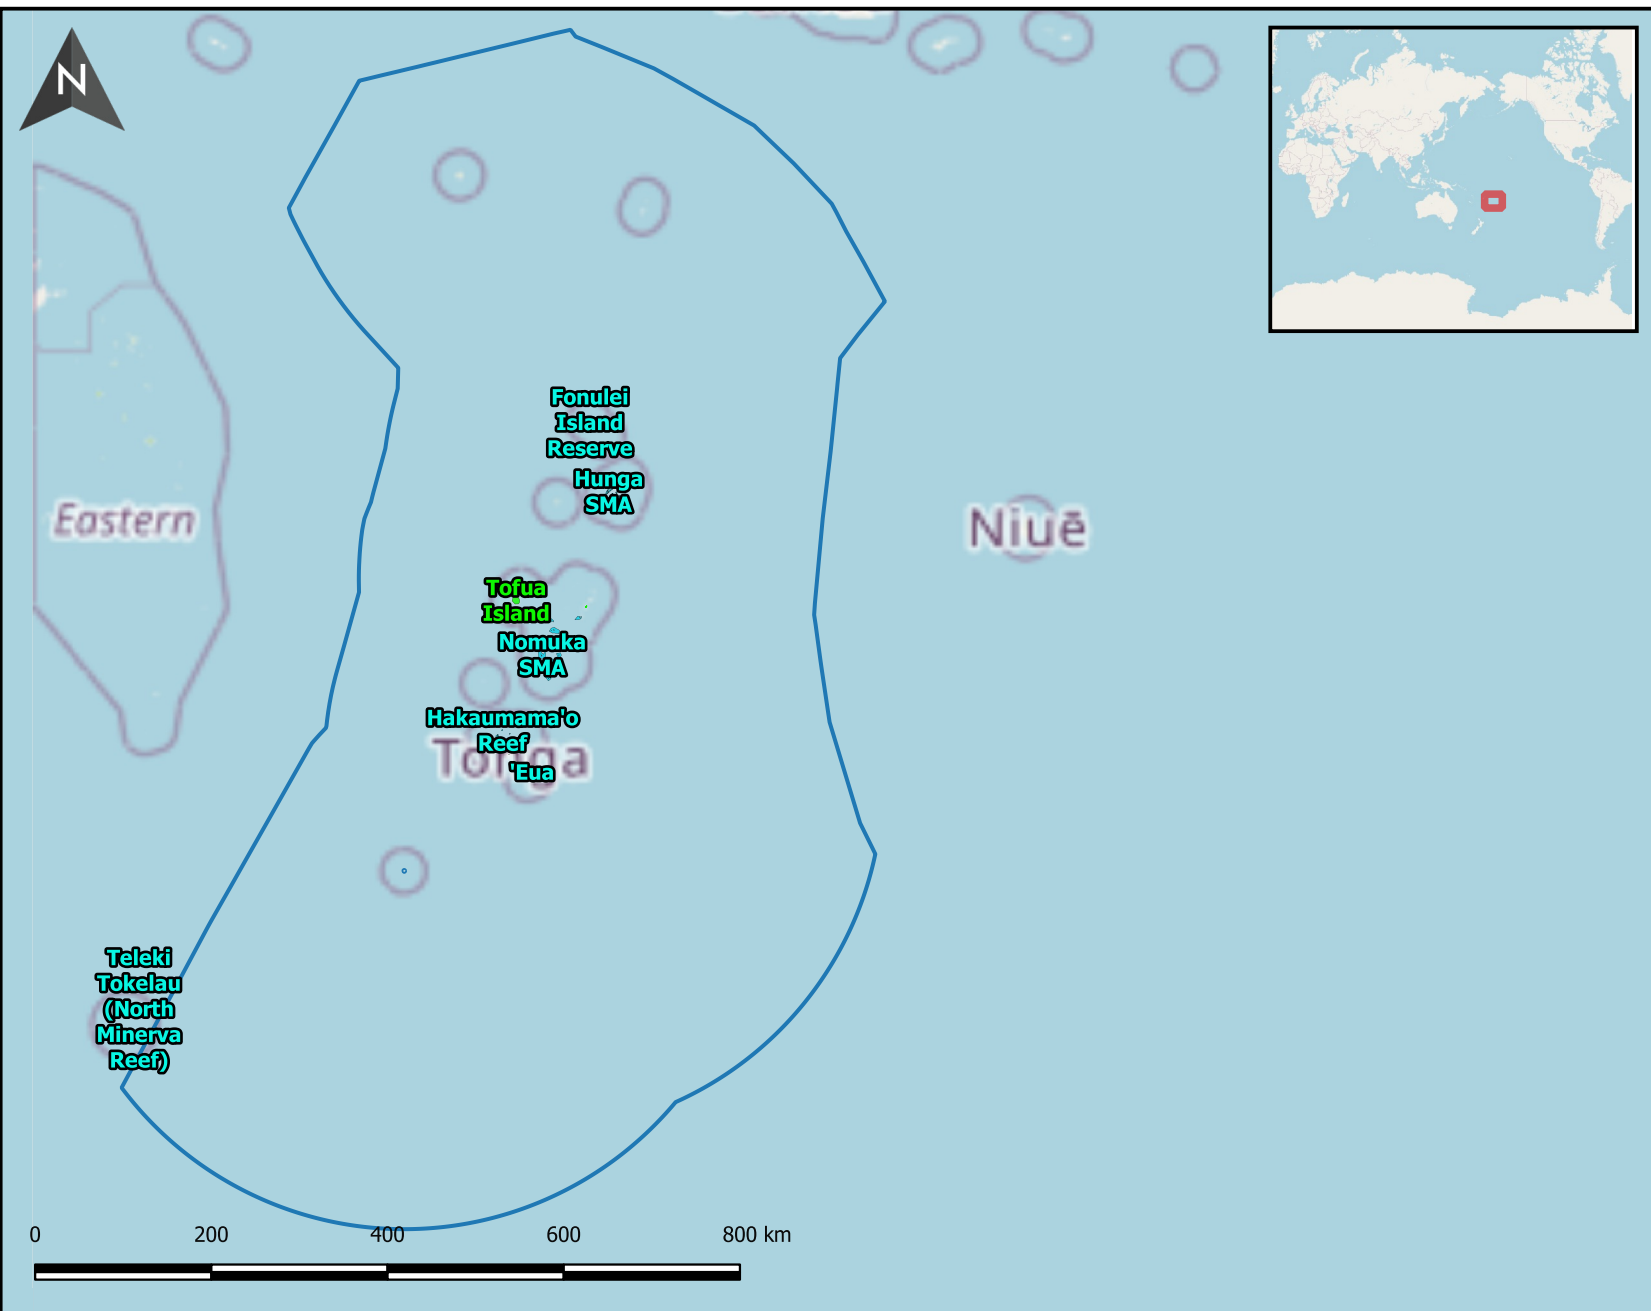 N
Fonulei
Island
Reserve
Hunga
SMA
Eastern
Niuē
Tofua
Island
Nomuka
SMA
Hakaumama'o
Reef
Tonga
'Eua
Teleki
Tokelau
(North
Minerva
Reef)
0 200 400 600 800 km